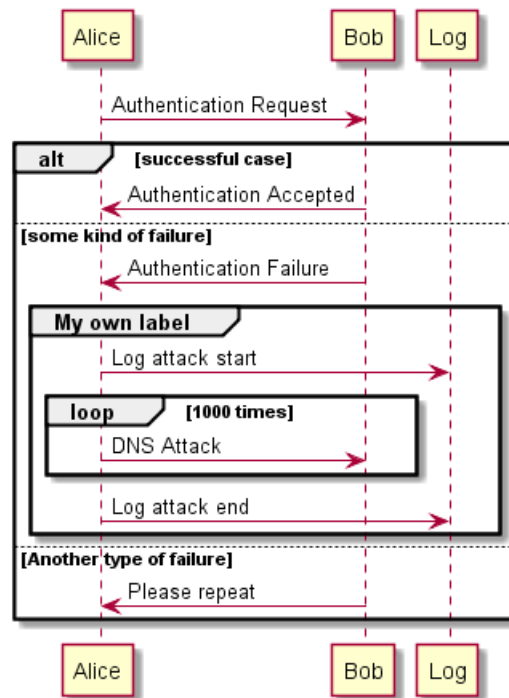 Alice Bob Log
Authentication Request
alt [successful case]
Authentication Accepted
[some kind of failure]
Authentication Failure
My own label
Log attack start
loop [1000 times]
DNS Attack
Log attack end
[Another type of failure]
Please repeat
Alice Bob Log